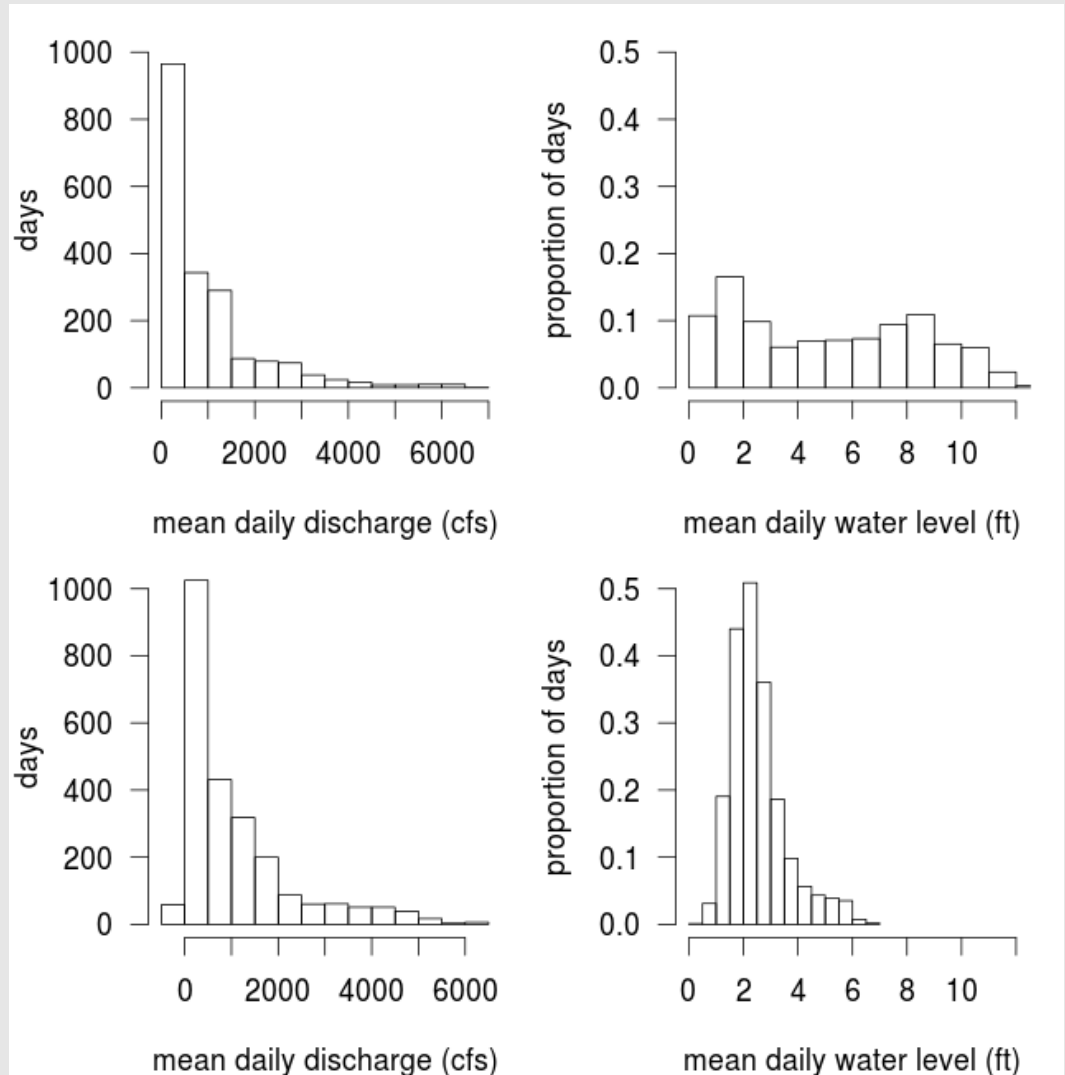 days
1000
800
600
400
200
0
0 2000 4000 6000
mean daily discharge (cfs)
proportion of days
0.5
0.4
0.3
0.2
0.1
0.0
0 2 4 6 8 10
mean daily water level (ft)
days
1000
800
600
400
200
0
0 2000 4000 6000
mean daily discharge (cfs)
proportion of days
0.5
0.4
0.3
0.2
0.1
0.0
0 2 4 6 8 10
mean daily water level (ft)